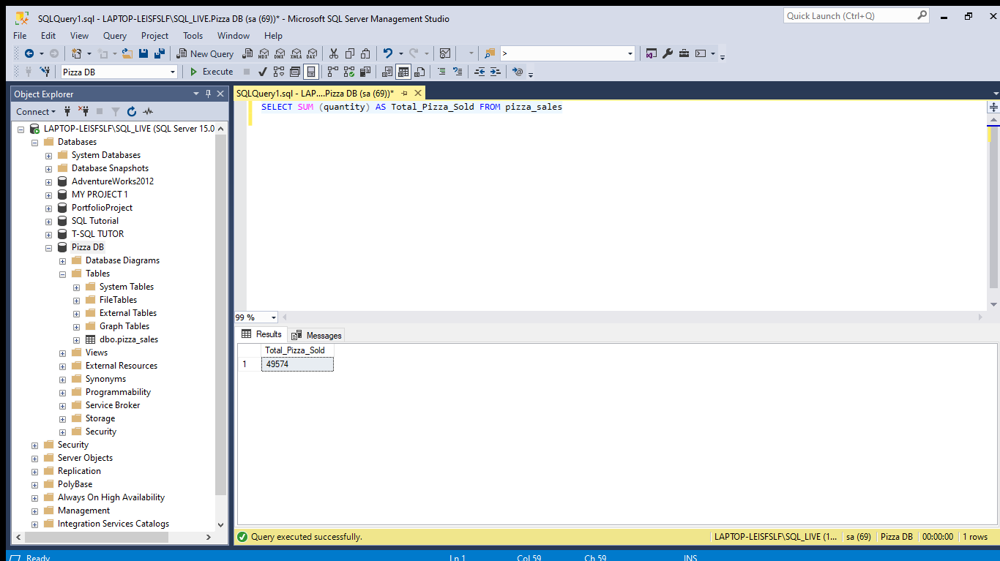 SQLQuery1.sql - LAPTOP-LEISFSLF\SQL_LIVE.Pizza DB (sa (69))* - Microsoft SQL Server Management Studio
Quick Launch (Ctrl+Q)
File Edit View Query Project Tools Window Help
New Query MDX DMX XMLA DAX >
Pizza DB Execute
Object Explorer
SQLQuery1.sql - LAP....Pizza DB (sa (69))*
Connect
SELECT SUM (quantity) AS Total_Pizza_Sold FROM pizza_sales
LAPTOP-LEISFSLF\SQL_LIVE (SQL Server 15.0
Databases
System Databases
Database Snapshots
AdventureWorks2012
MY PROJECT 1
PortfolioProject
SQL Tutorial
T-SQL TUTOR
Pizza DB
Database Diagrams
Tables
System Tables
FileTables
External Tables
Graph Tables
dbo.pizza_sales
Views
External Resources
Synonyms
Programmability
Service Broker
Storage
Security
Security
Server Objects
Replication
PolyBase
Always On High Availability
Management
Integration Services Catalogs
99 %
Results Messages
Total_Pizza_Sold
1 49574
Query executed successfully. LAPTOP-LEISFSLF\SQL_LIVE (1... sa (69) Pizza DB 00:00:00 1 rows
Ready Ln 1 Col 59 Ch 59 INS